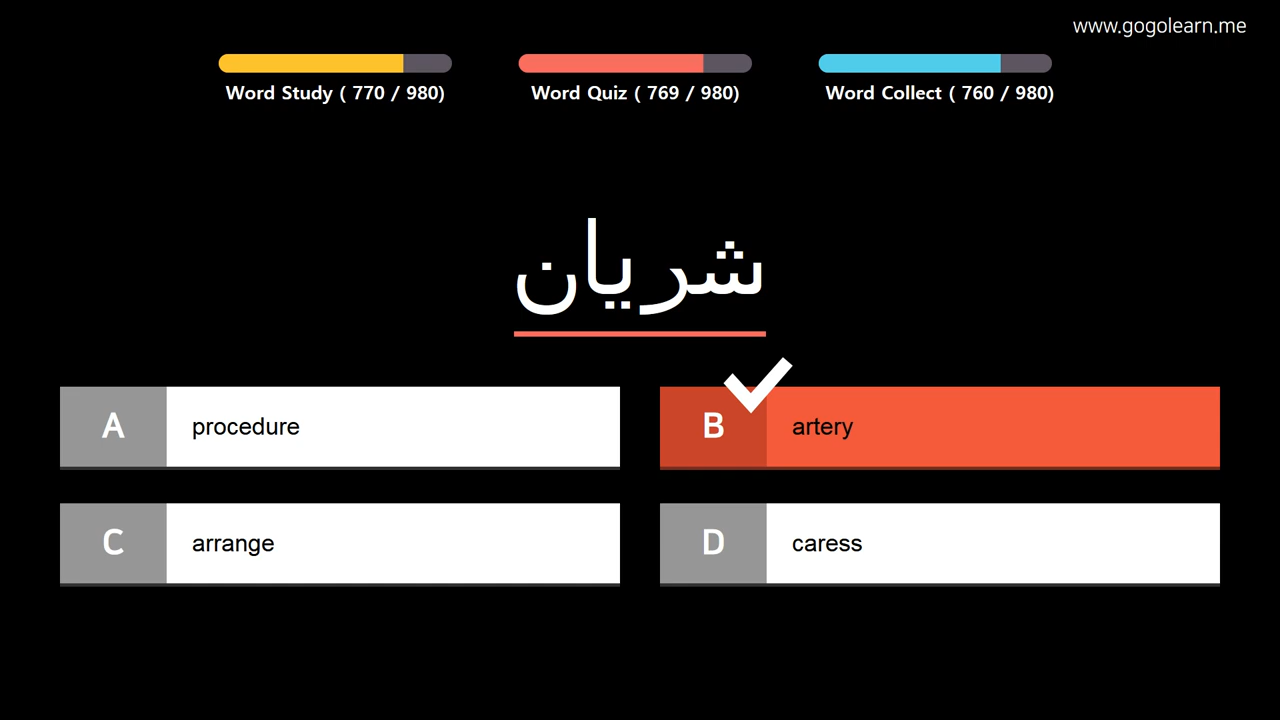 www.gogolearn.me
Word Study ( 770 / 980)
Word Quiz ( 769 / 980)
Word Collect ( 760 / 980)
شريان
A procedure
B artery
C arrange
D caress